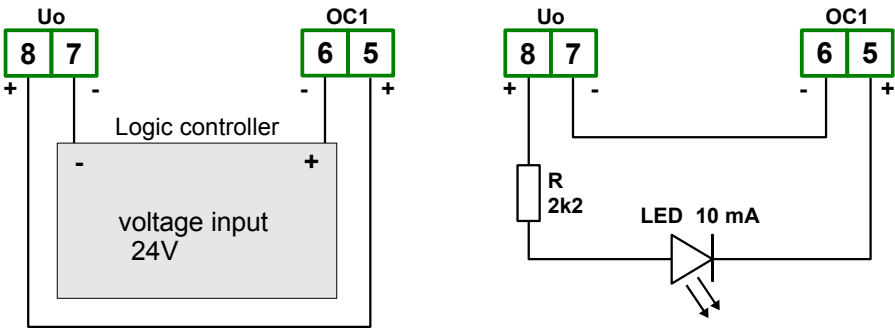 Uo OC1
8 7 6 5
+ - - +
Logic controller
- +
voltage input
24V
Uo OC1
8 7 6 5
+ - - +
R
2k2
LED 10 mA